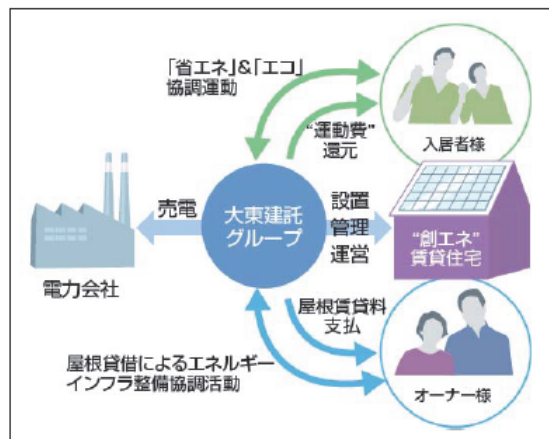 「省エネ」&「エコ」
協調運動
“運動費”
還元
入居者様
売電
大東建託
グループ
設置
管理
運営
“創エネ”
賃貸住宅
電力会社
屋根賃貸料
支払
屋根貸借によるエネルギー
インフラ整備協調活動
オーナー様